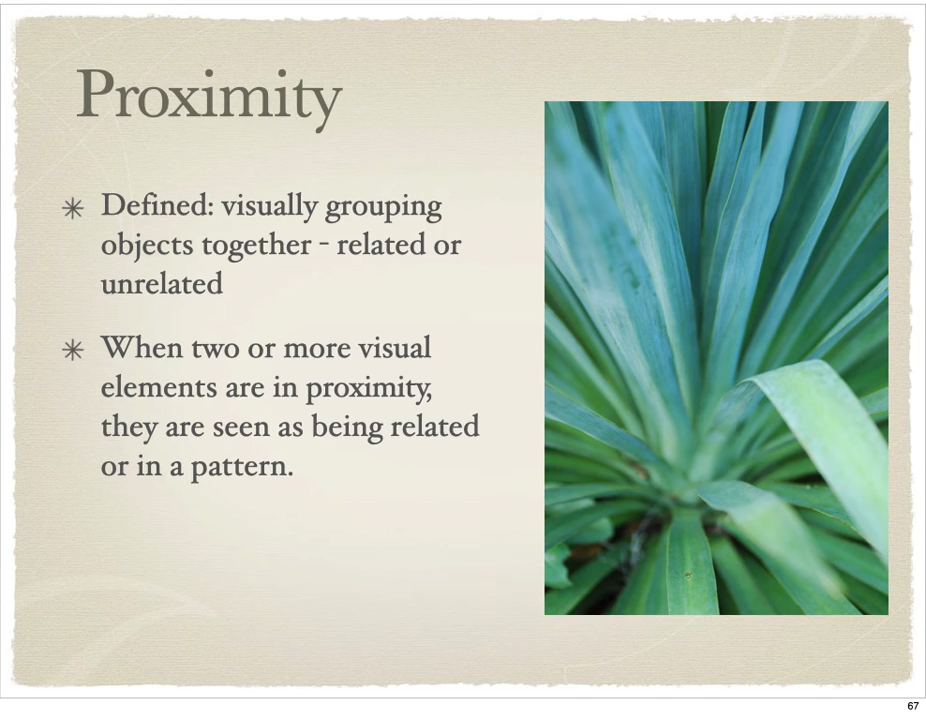 Proximity
Defined: visually grouping
objects together - related or
unrelated
When two or more visual
elements are in proximity,
they are seen as being related
or in a pattern.
67